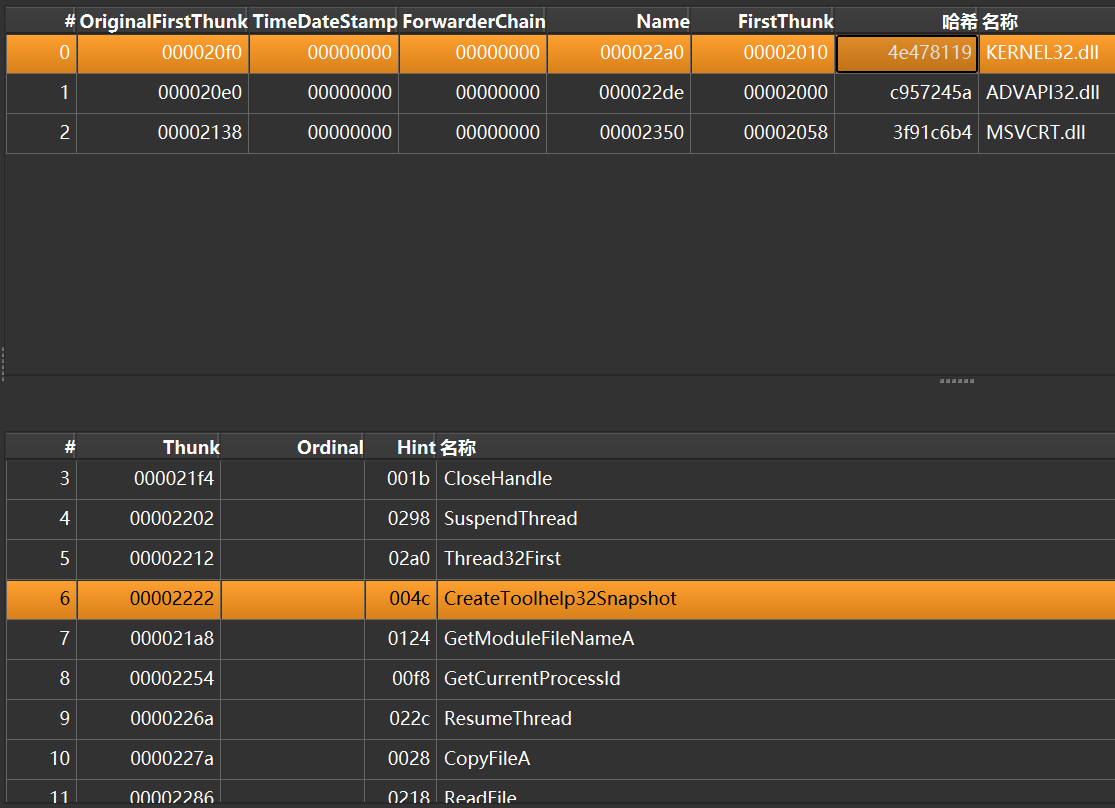 # OriginalFirstThunk TimeDateStamp ForwarderChain Name FirstThunk 哈希 名称
0 000020f0 00000000 00000000 000022a0 00002010 4e478119 KERNEL32.dll
1 000020e0 00000000 00000000 000022de 00002000 c957245a ADVAPI32.dll
2 00002138 00000000 00000000 00002350 00002058 3f91c6b4 MSVCRT.dll
# Thunk Ordinal Hint 名称
3 000021f4 001b CloseHandle
4 00002202 0298 SuspendThread
5 00002212 02a0 Thread32First
6 00002222 004c CreateToolhelp32Snapshot
7 000021a8 0124 GetModuleFileNameA
8 00002254 00f8 GetCurrentProcessId
9 0000226a 022c ResumeThread
10 0000227a 0028 CopyFileA
11 00002286 0218 ReadFile